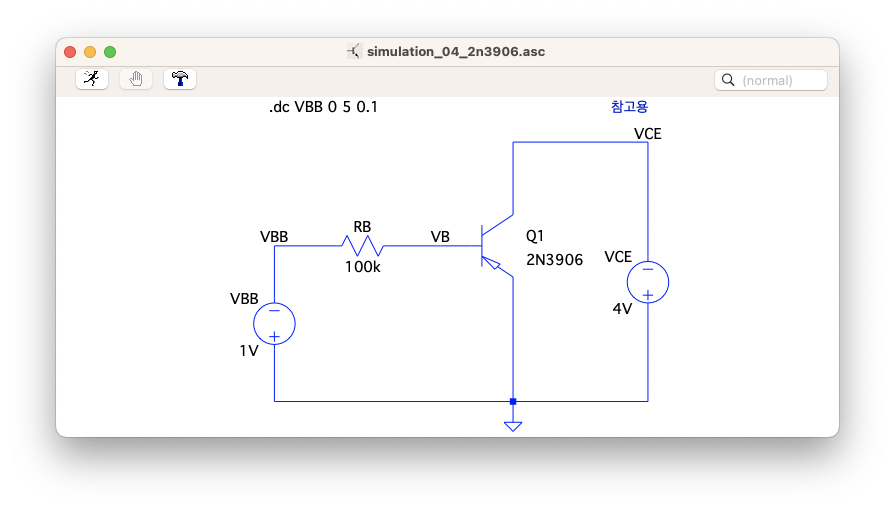 simulation_04_2n3906.asc
(normal)
.dc VBB 0 5 0.1
참고용
VCE
RB
VBB
VB
Q1
100k
2N3906
VCE
VBB
4V
1V